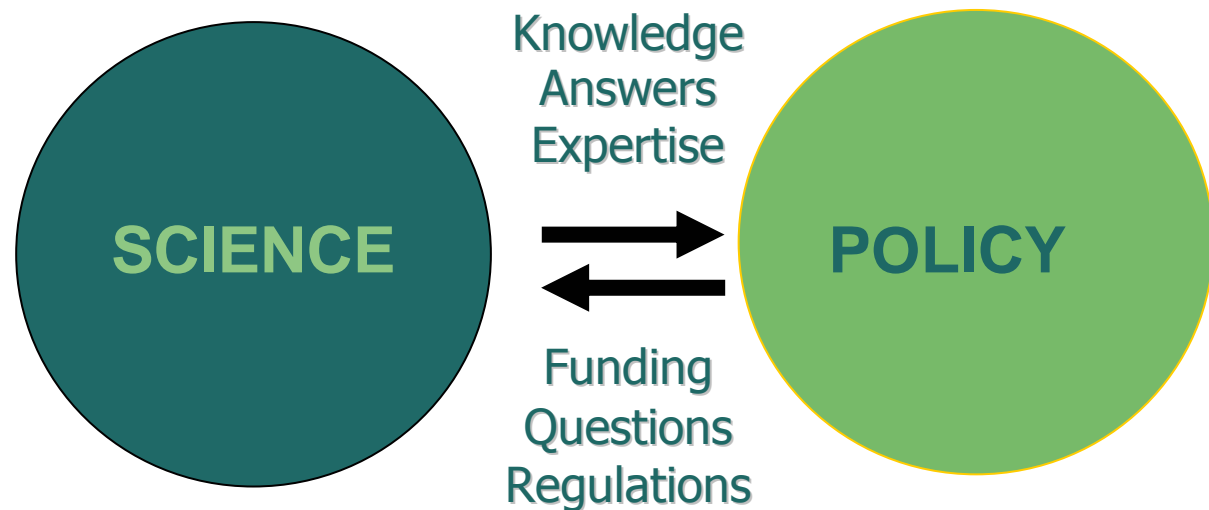 Knowledge
Answers
Expertise
SCIENCE
POLICY
Funding
Questions
Regulations